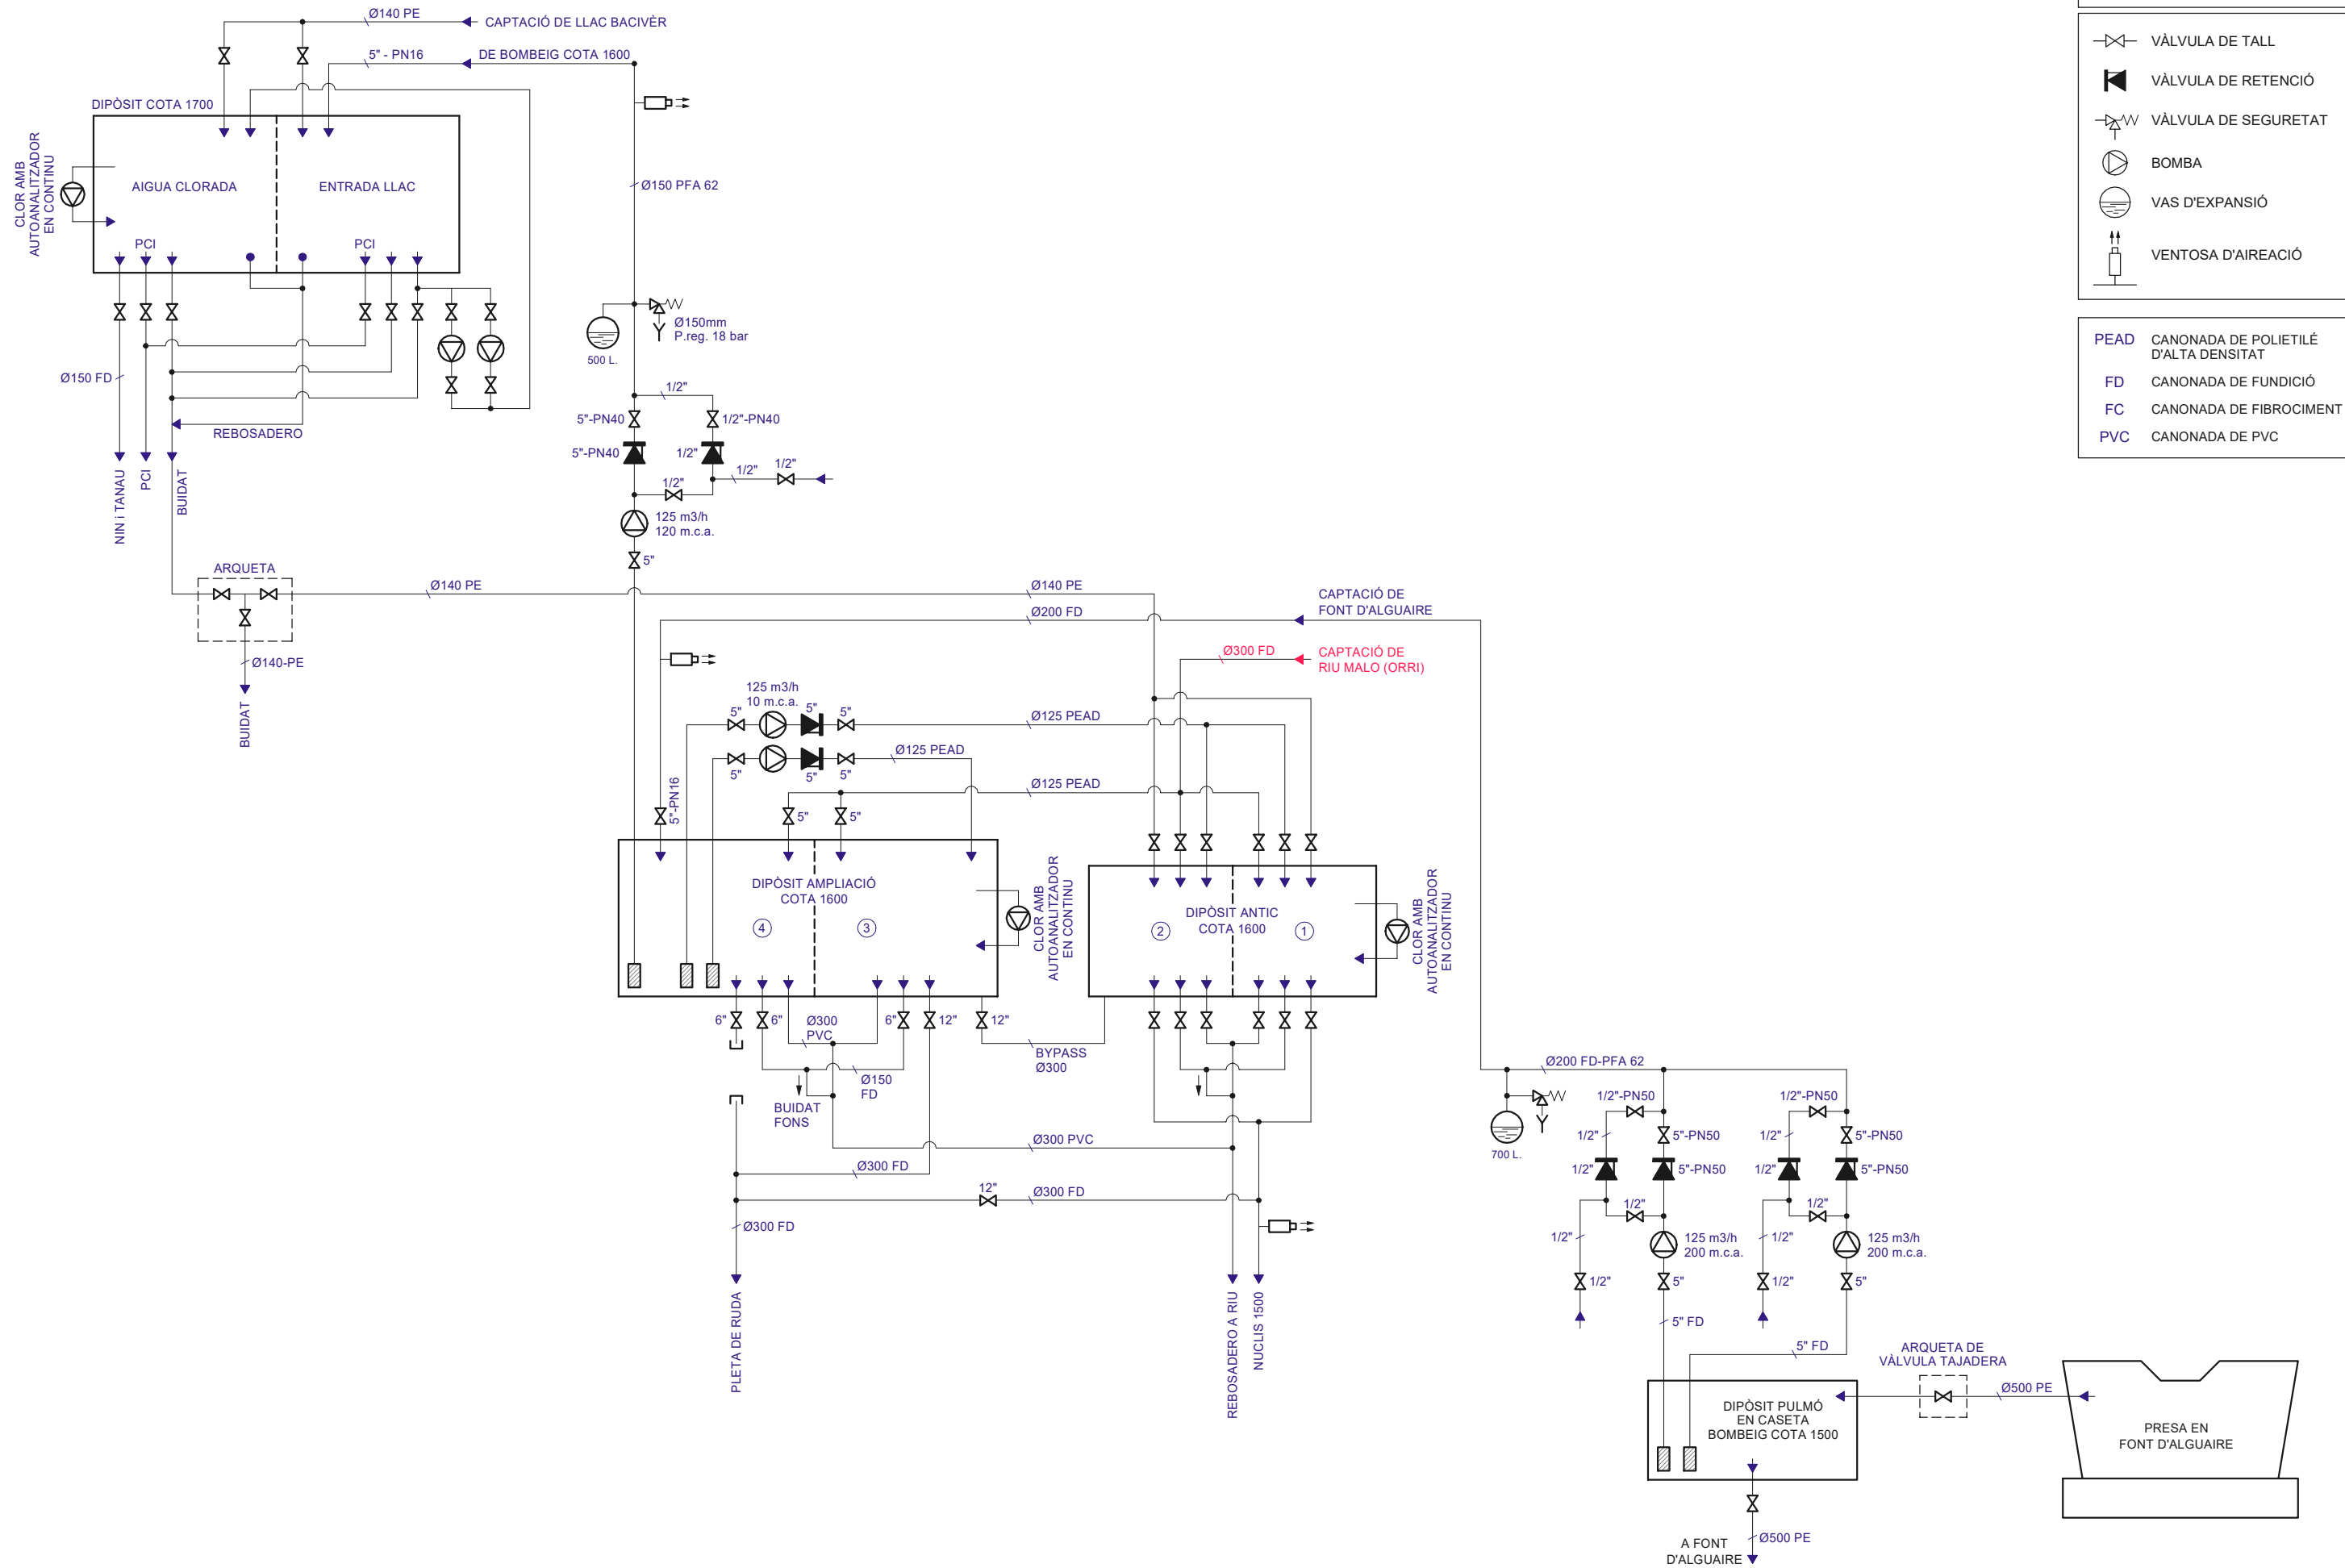 Ø140 PE
CAPTACIÓ DE LLAC BACIVÈR
5" - PN16
DE BOMBEIG COTA 1600
DIPÒSIT COTA 1700
CLOR AMB
AUTOANALITZADOR
EN CONTINU
AIGUA CLORADA
ENTRADA LLAC
PCI
PCI
Ø150 FD
REBOSADERO
NIN i TANAU
PCI
BUIDAT
ARQUETA
Ø140-PE
BUIDAT
Ø140 PE
Ø150 PFA 62
Ø150mm
P.reg. 18 bar
500 L.
1/2"
5"-PN40
1/2"-PN40
5"-PN40
1/2"
1/2"
1/2"
1/2"
125 m3/h
120 m.c.a.
5"
Ø140 PE
Ø200 FD
CAPTACIÓ DE
FONT D'ALGUAIRE
Ø300 FD
CAPTACIÓ DE
RIU MALO (ORRI)
125 m3/h
10 m.c.a.
5"
5"
5"
Ø125 PEAD
5"
5"
5"
Ø125 PEAD
Ø125 PEAD
5"-PN16
5"
5"
DIPÒSIT AMPLIACIÓ
COTA 1600
4
3
CLOR AMB
AUTOANALITZADOR
EN CONTINU
DIPÒSIT ANTIC
COTA 1600
2
1
CLOR AMB
AUTOANALITZADOR
EN CONTINU
6"
6"
Ø300
PVC
6"
12"
12"
BYPASS
Ø300
Ø150
FD
BUIDAT
FONS
Ø300 PVC
Ø300 FD
12"
Ø300 FD
Ø300 FD
PLETA DE RUDA
REBOSADERO A RIU
NUCLIS 1500
Ø200 FD-PFA 62
700 L.
1/2"-PN50
1/2"-PN50
1/2"
5"-PN50
1/2"
5"-PN50
1/2"
5"-PN50
1/2"
5"-PN50
1/2"
1/2"
1/2"
125 m3/h
200 m.c.a.
1/2"
125 m3/h
200 m.c.a.
1/2"
5"
1/2"
5"
5" FD
5" FD
ARQUETA DE
VÀLVULA TAJADERA
Ø500 PE
DIPÒSIT PULMÓ
EN CASETA
BOMBEIG COTA 1500
PRESA EN
FONT D'ALGUAIRE
Ø500 PE
A FONT
D'ALGUAIRE
VÀLVULA DE TALL
VÀLVULA DE RETENCIÓ
VÀLVULA DE SEGURETAT
BOMBA
VAS D'EXPANSIÓ
VENTOSA D'AIREACIÓ
PEAD CANONADA DE POLIETILÉ
D'ALTA DENSITAT
FD CANONADA DE FUNDICIÓ
FC CANONADA DE FIBROCIMENT
PVC CANONADA DE PVC